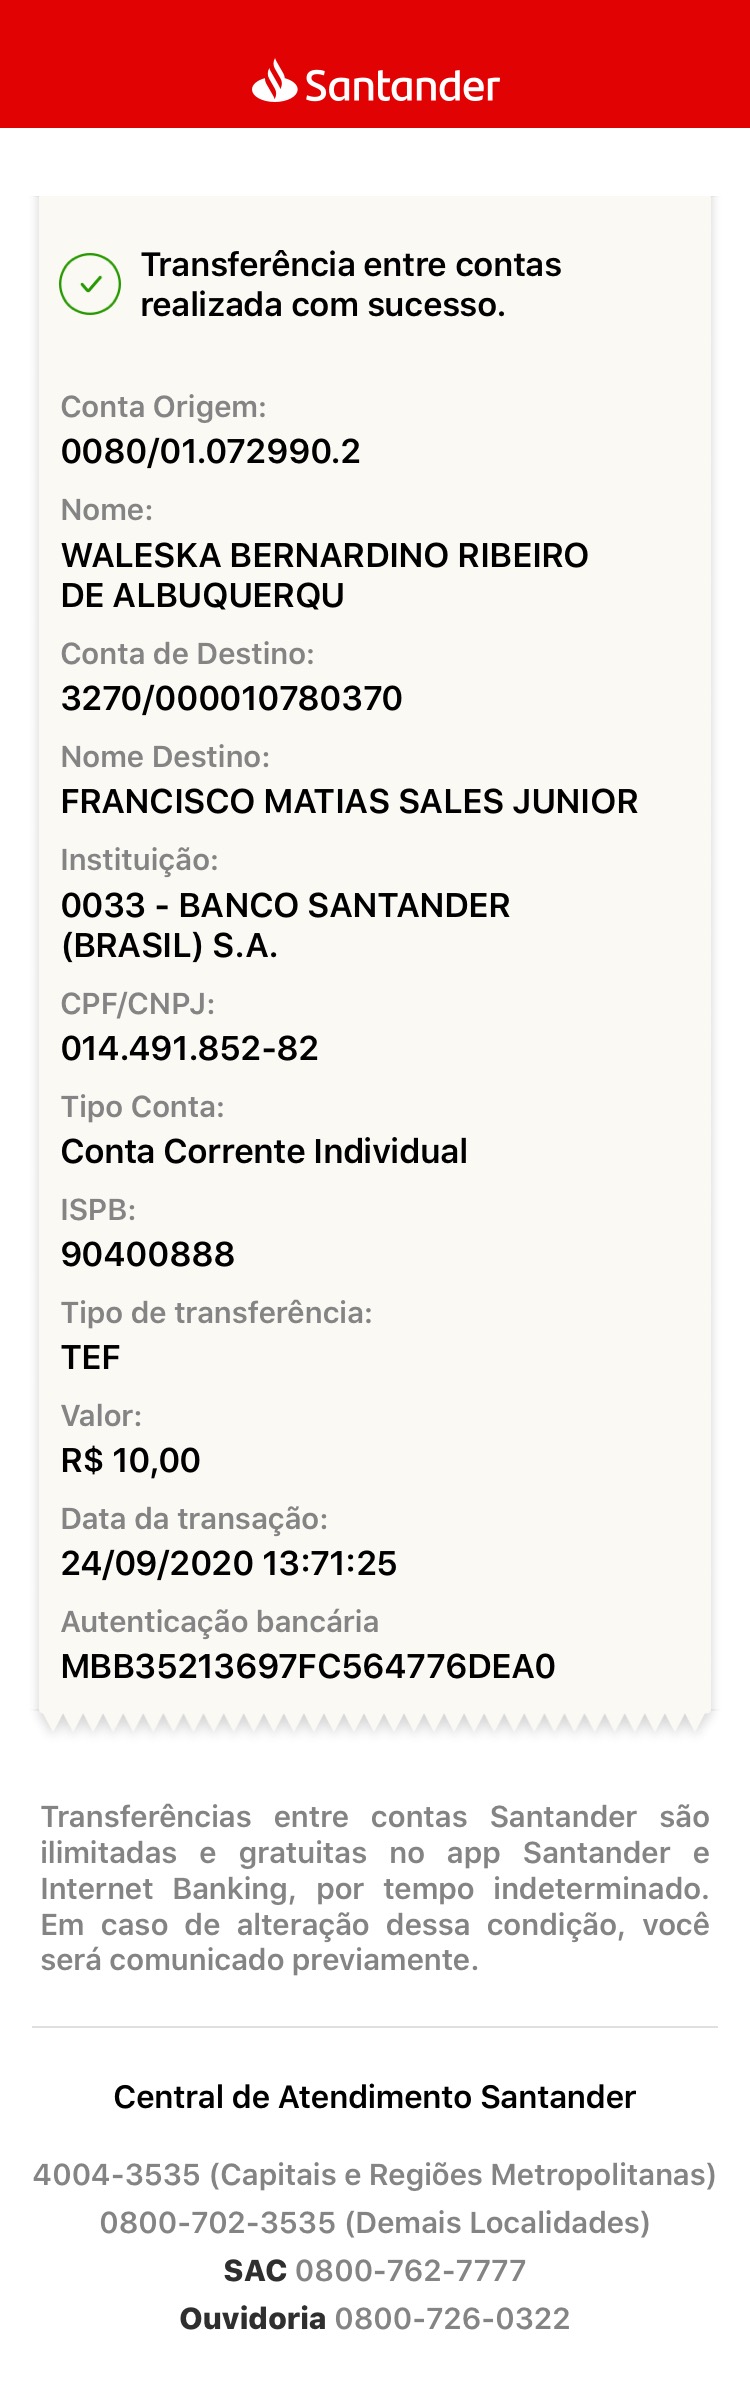 Santander
Transferência entre contas
realizada com sucesso.
Conta Origem:
0080/01.072990.2
Nome:
WALESKA BERNARDINO RIBEIRO
DE ALBUQUERQU
Conta de Destino:
3270/000010780370
Nome Destino:
FRANCISCO MATIAS SALES JUNIOR
Instituição:
0033 - BANCO SANTANDER
(BRASIL) S.A.
CPF/CNPJ:
014.491.852-82
Tipo Conta:
Conta Corrente Individual
ISPB:
90400888
Tipo de transferência:
TEF
Valor:
R$ 10,00
Data da transação:
24/09/2020 13:71:25
Autenticação bancária
MBB35213697FC564776DEA0
Transferências entre contas Santander são
ilimitadas e gratuitas no app Santander e
Internet Banking, por tempo indeterminado.
Em caso de alteração dessa condição, você
será comunicado previamente.
Central de Atendimento Santander
4004-3535 (Capitais e Regiões Metropolitanas)
0800-702-3535 (Demais Localidades)
SAC 0800-762-7777
Ouvidoria 0800-726-0322